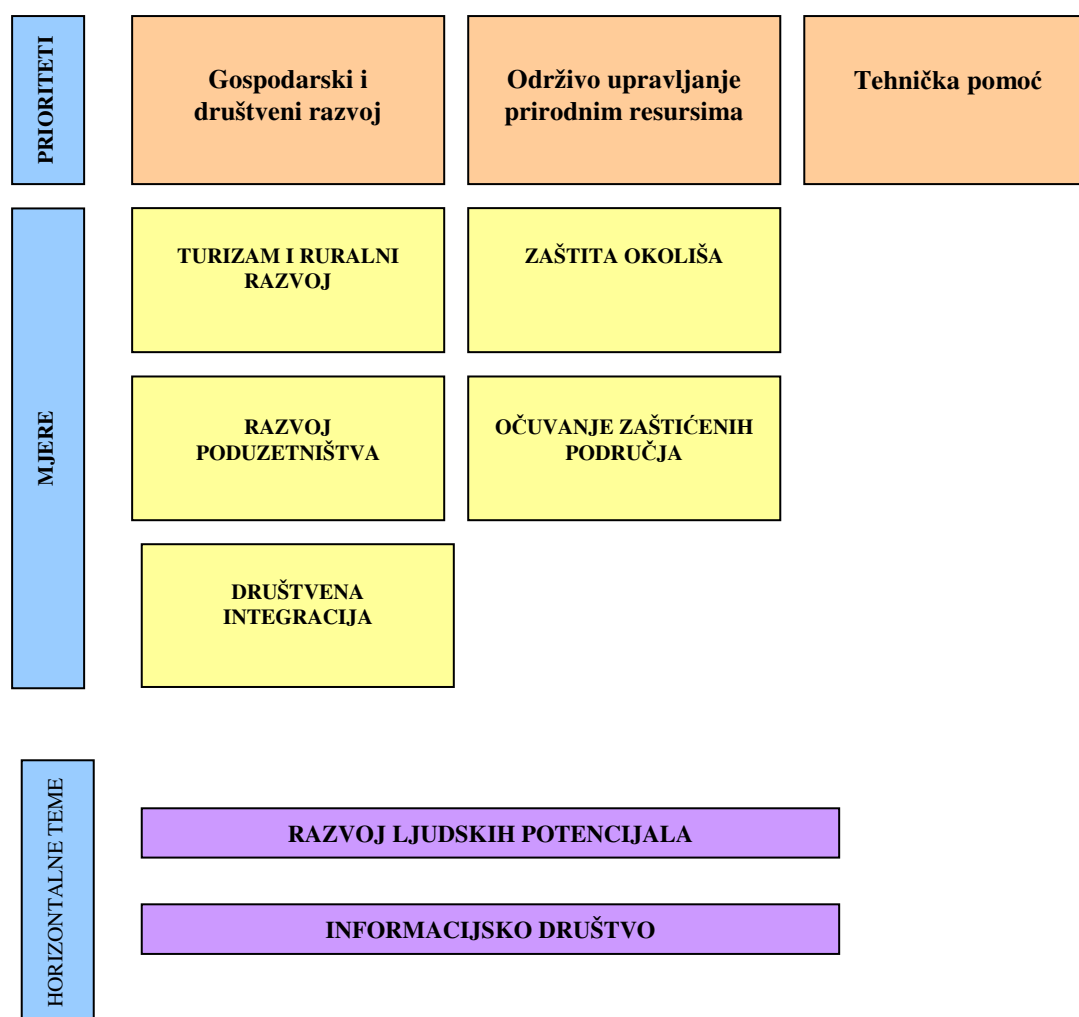 PRIORITETI
Gospodarski i
društveni razvoj
Održivo upravljanje
prirodnim resursima
Tehnička pomoć
MJERE
TURIZAM I RURALNI
RAZVOJ
ZAŠTITA OKOLIŠA
RAZVOJ
PODUZETNIŠTVA
OČUVANJE ZAŠTIĆENIH
PODRUČJA
DRUŠTVENA
INTEGRACIJA
HORIZONTALNE TEME
RAZVOJ LJUDSKIH POTENCIJALA
INFORMACIJSKO DRUŠTVO